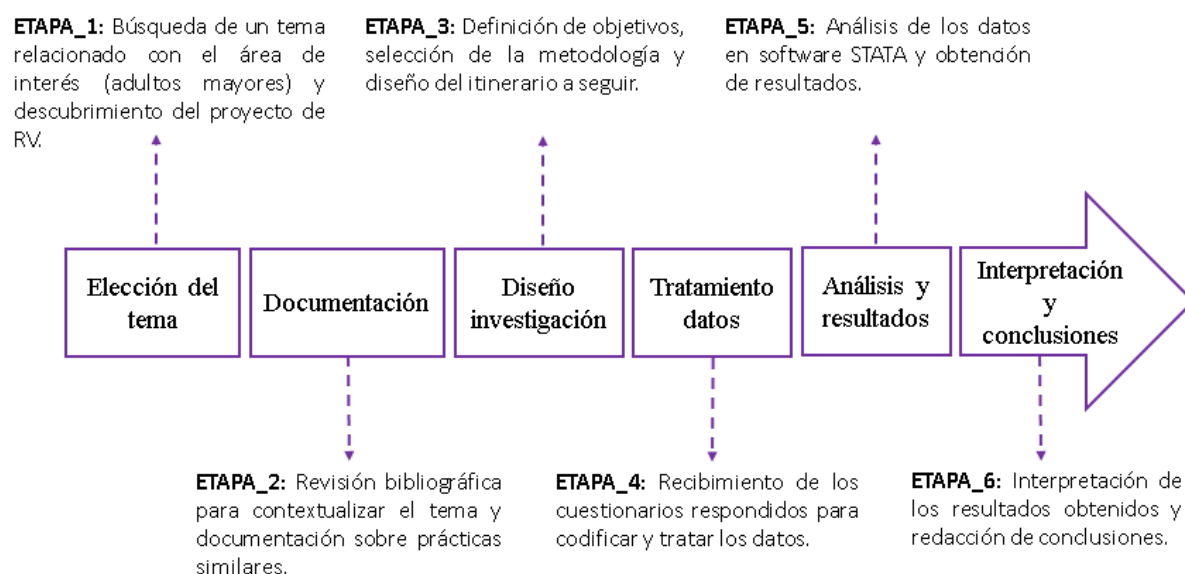 ETAPA_1: Búsqueda de un tema
relacionado con el área de
interés (adultos mayores) y
descubrimiento del proyecto de
RV.
ETAPA_3: Definición de objetivos,
selección de la metodología y
diseño del itinerario a seguir.
ETAPA_5: Análisis de los datos
en software STATA y obtención
de resultados.
Elección del
tema
Documentación
Diseño
investigación
Tratamiento
datos
Análisis y
resultados
Interpretación
y
conclusiones
ETAPA_2: Revisión bibliográfica
para contextualizar el tema y
documentación sobre prácticas
similares.
ETAPA_4: Recibimiento de los
cuestionarios respondidos para
codificar y tratar los datos.
ETAPA_6: Interpretación de
los resultados obtenidos y
redacción de conclusiones.